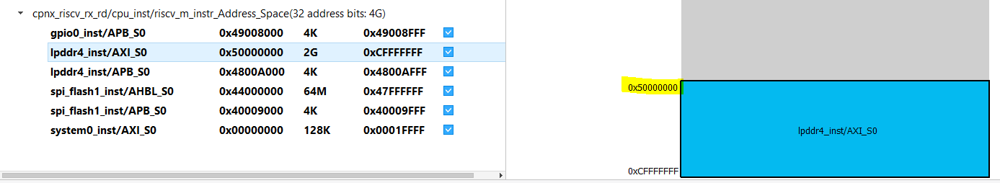 cpnx_riscv_rx_rd/cpu_inst/riscv_m_instr_Address_Space(32 address bits: 4G)
gpio0_inst/APB_S0 0x49008000 4K 0x49008FFF
lpddr4_inst/AXI_S0 0x50000000 2G 0xCFFFFFFF
lpddr4_inst/APB_S0 0x4800A000 4K 0x4800AFFF
spi_flash1_inst/AHBL_S0 0x44000000 64M 0x47FFFFFF
spi_flash1_inst/APB_S0 0x40009000 4K 0x40009FFF
system0_inst/AXI_S0 0x00000000 128K 0x0001FFFF
0x50000000
lpddr4_inst/AXI_S0
0xCFFFFFFF